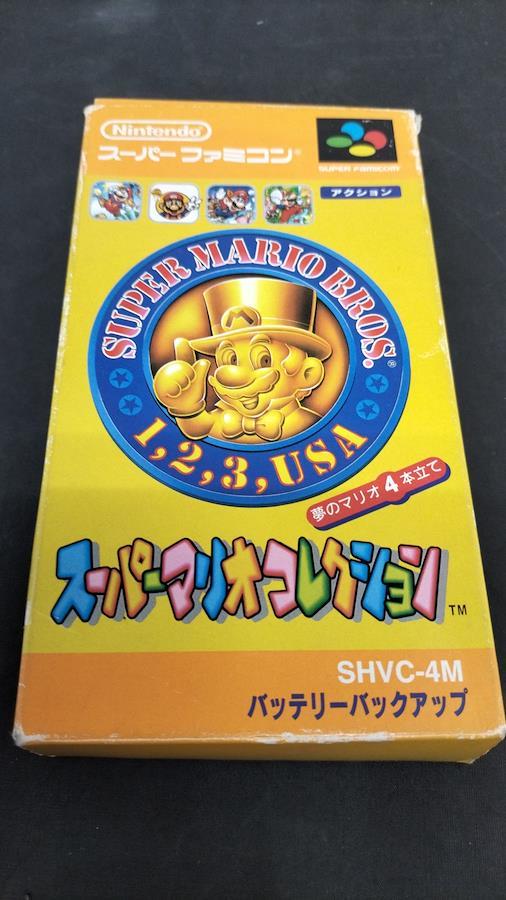 Nintendo
スーパーファミコン®
SUPER FAMICOM
アクション
SUPER MARIO BROS.®
1,2,3,USA
夢のマリオ4本立て
スーパーマリオコレクション™
SHVC-4M
バッテリーバックアップ